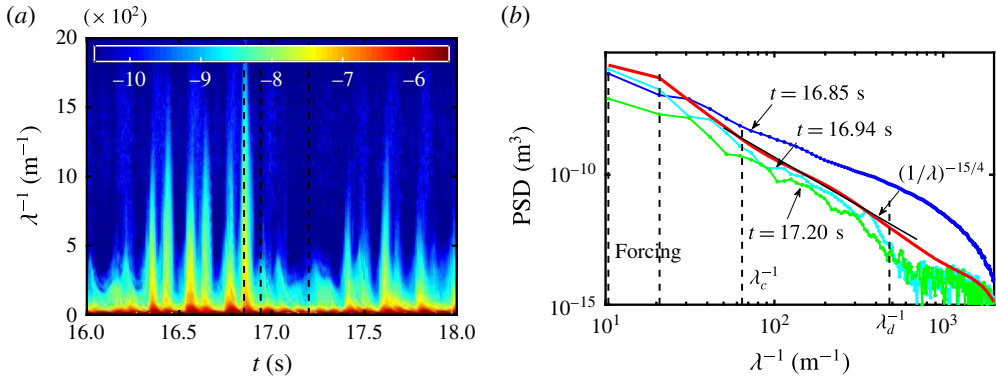 (a)
(× 10²)
20
15
10
5
0
λ⁻¹ (m⁻¹)
−10 −9 −8 −7 −6
16.0 16.5 17.0 17.5 18.0
t (s)
(b)
PSD (m³)
10⁻¹⁰
10⁻¹⁵
t = 16.85 s
t = 16.94 s
(1/λ)⁻¹⁵/⁴
t = 17.20 s
Forcing
λc⁻¹
λd⁻¹
10¹ 10² 10³
λ⁻¹ (m⁻¹)